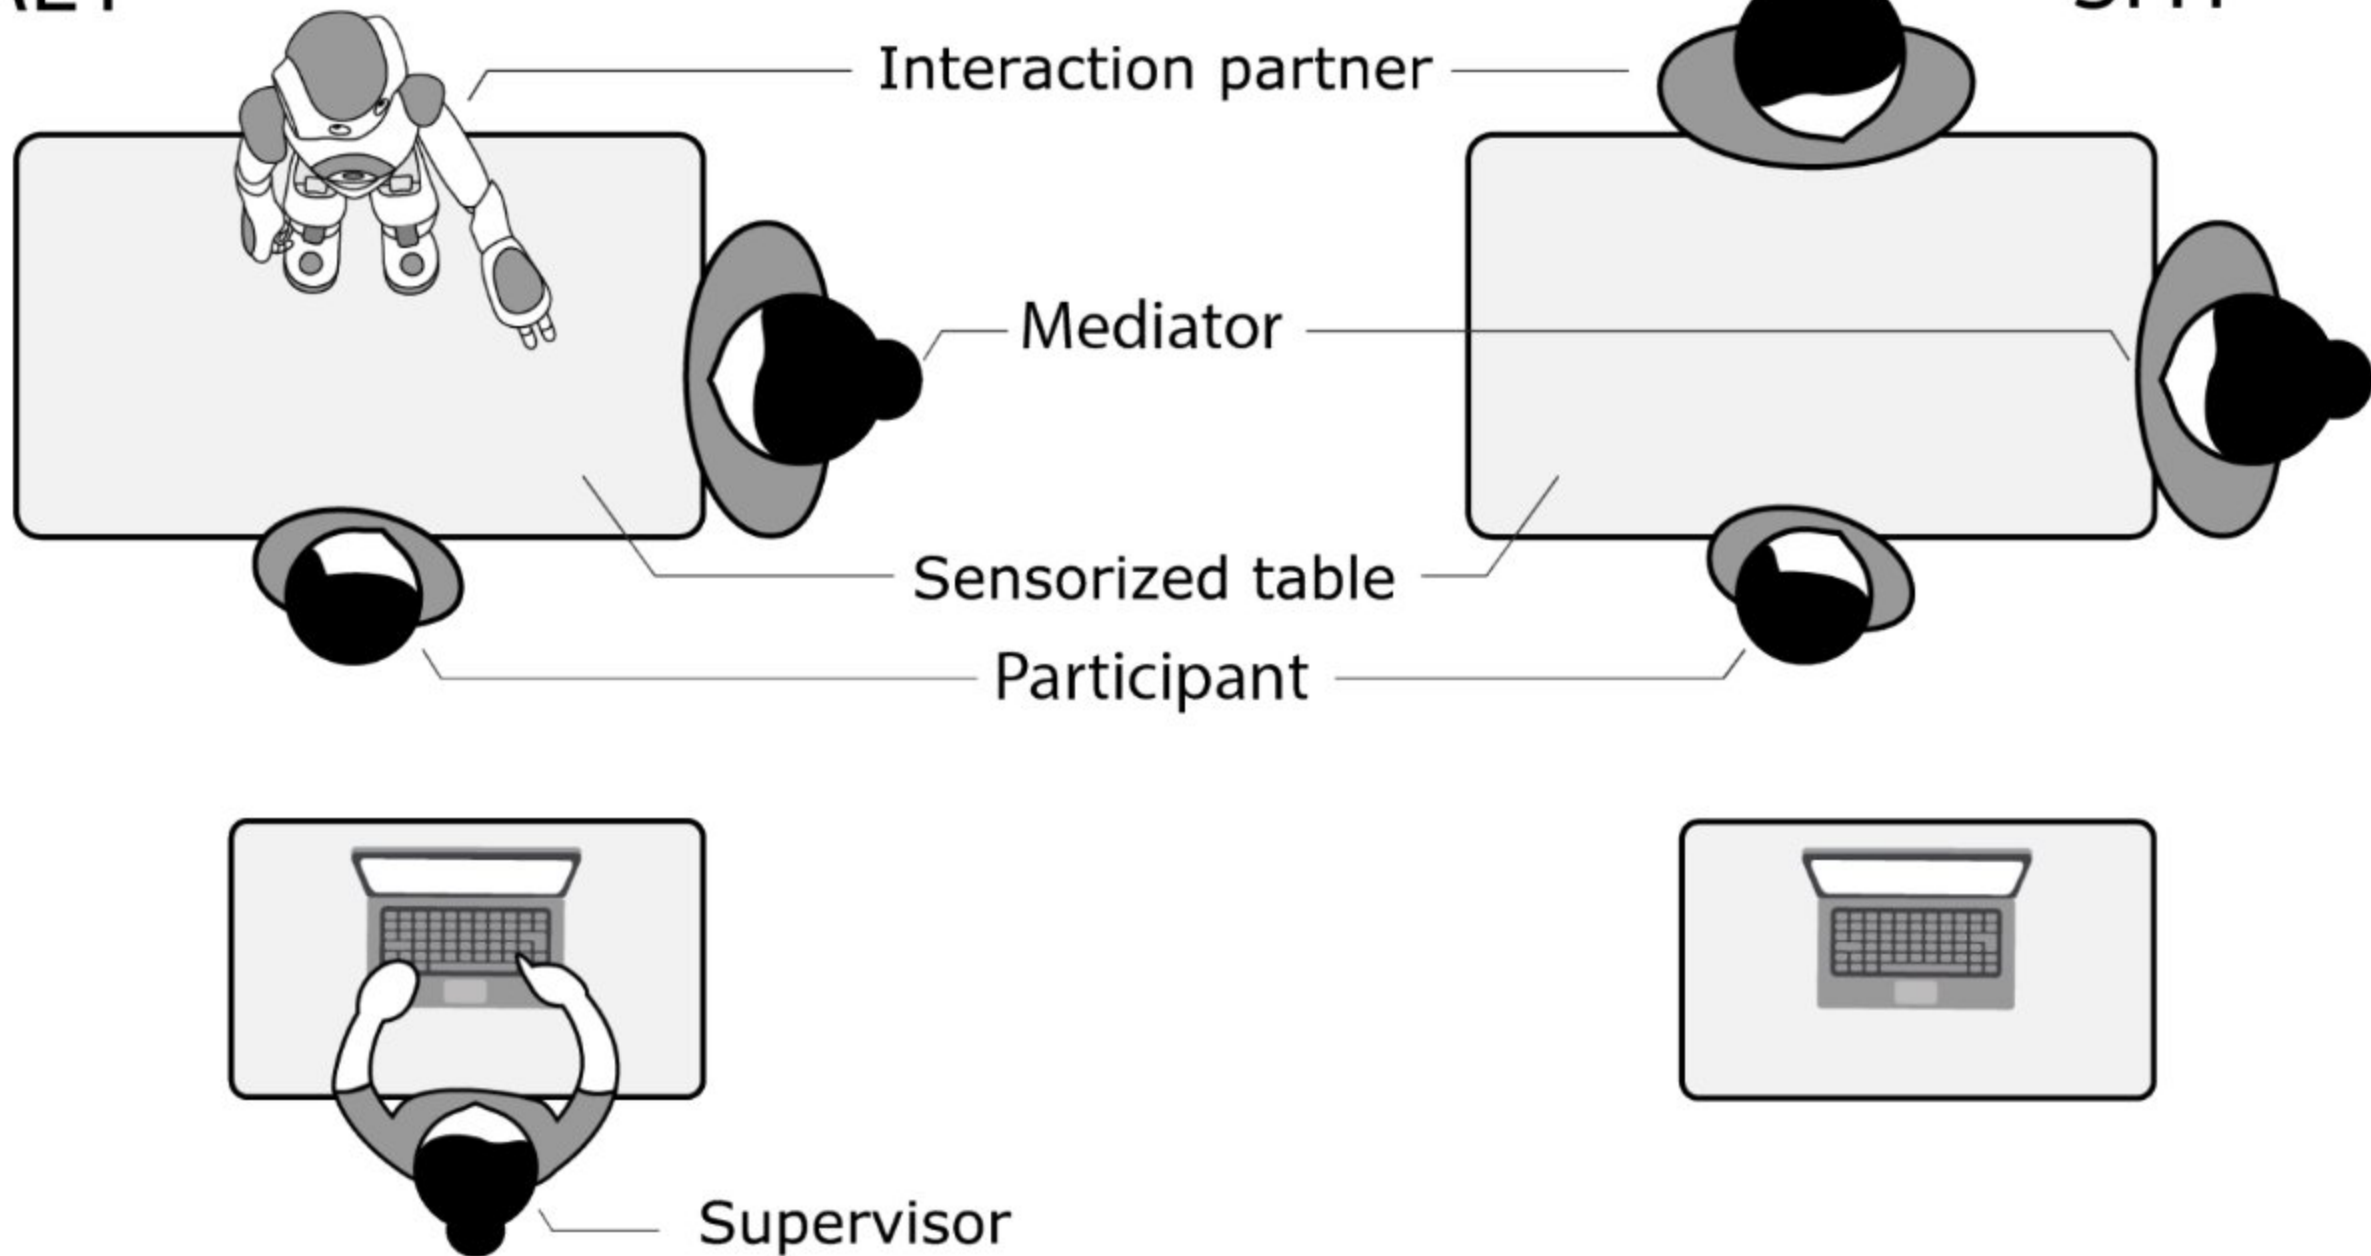 Interaction partner
Mediator
Sensorized table
Participant
Supervisor